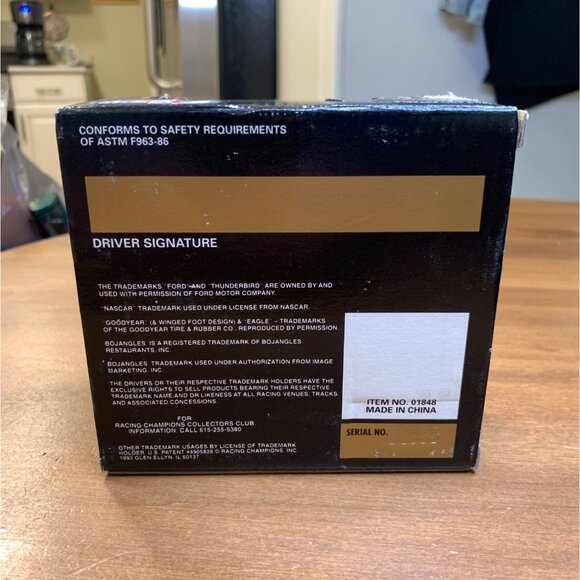 CONFORMS TO SAFETY REQUIREMENTS
OF ASTM F963-86
DRIVER SIGNATURE
THE TRADEMARKS "FORD" AND "THUNDERBIRD" ARE OWNED BY AND
USED WITH PERMISSION OF FORD MOTOR COMPANY.
"NASCAR" TRADEMARK USED UNDER LICENSE FROM NASCAR.
"GOODYEAR" (& WINGED FOOT DESIGN) & "EAGLE" – TRADEMARKS
OF THE GOODYEAR TIRE & RUBBER CO. REPRODUCED BY PERMISSION.
BOJANGLES' IS A REGISTERED TRADEMARK OF BOJANGLES
RESTAURANTS, INC.
BOJANGLES' TRADEMARK USED UNDER AUTHORIZATION FROM IMAGE
MARKETING, INC.
THE DRIVERS OR THEIR RESPECTIVE TRADEMARK HOLDERS HAVE THE
EXCLUSIVE RIGHTS TO SELL PRODUCTS BEARING THEIR RESPECTIVE
TRADEMARK NAME AND OR LIKENESS AT ALL RACING VENUES, TRACKS
AND ASSOCIATED CONCESSIONS.
FOR
RACING CHAMPIONS COLLECTORS CLUB
INFORMATION. CALL 615-255-5380
OTHER TRADEMARK USAGES BY LICENSE OF TRADEMARK
HOLDER. U.S. PATENT #4905828 © RACING CHAMPIONS, INC.
1993 GLEN ELLYN, IL 60137
ITEM NO. 01848
MADE IN CHINA
SERIAL NO.